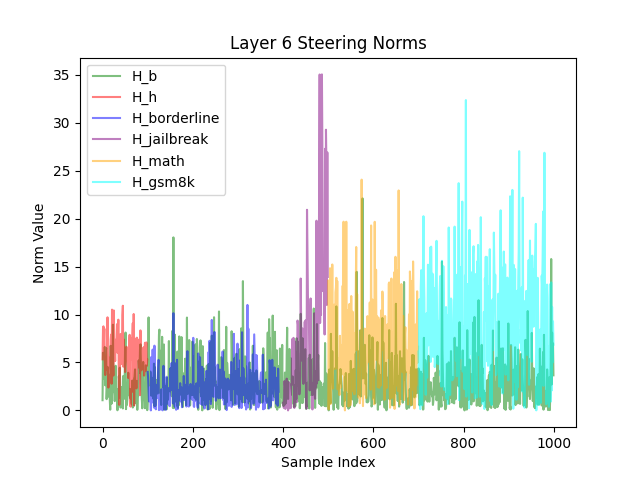 Layer 6 Steering Norms
H_b
H_h
H_borderline
H_jailbreak
H_math
H_gsm8k
Norm Value
35
30
25
20
15
10
5
0
0 200 400 600 800 1000
Sample Index